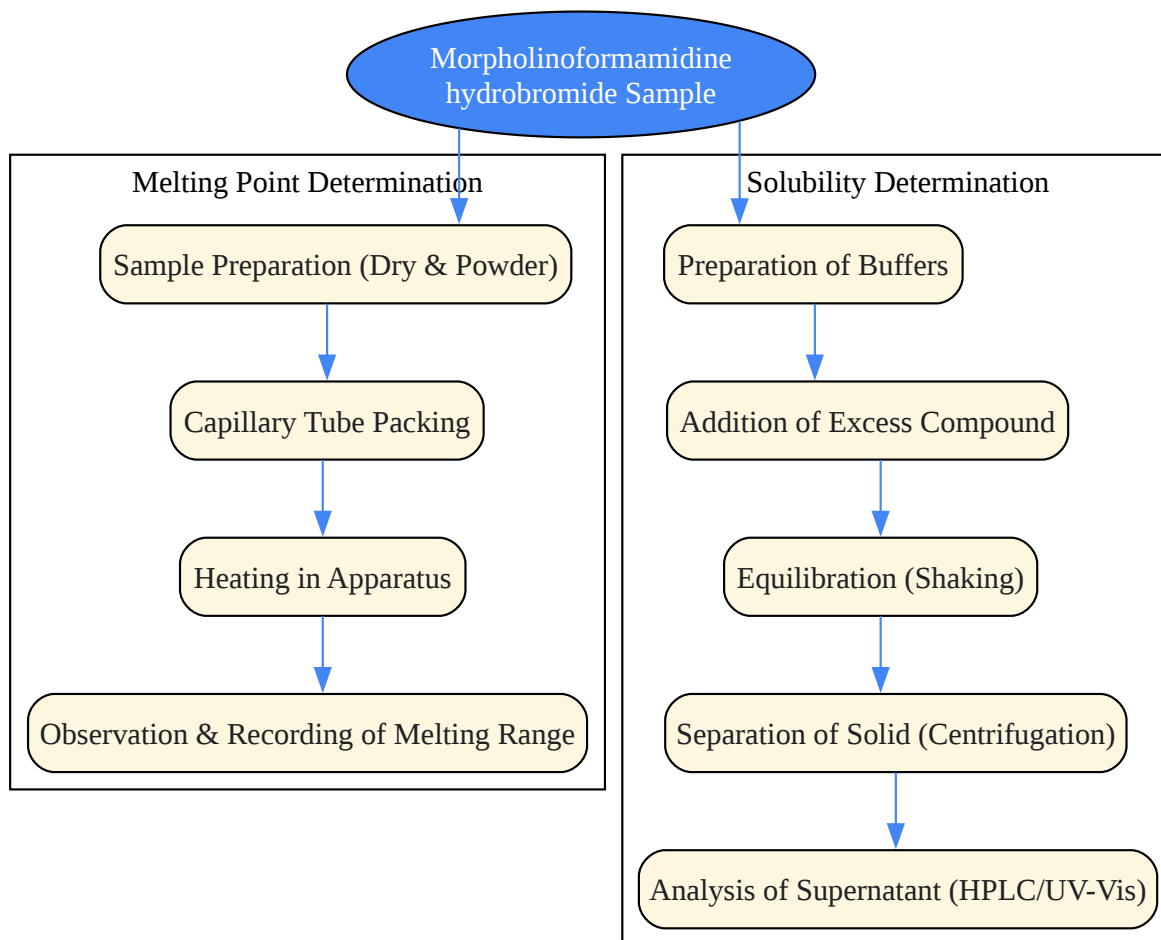 Morpholinoformamidine
hydrobromide Sample
Melting Point Determination
Sample Preparation (Dry & Powder)
Capillary Tube Packing
Heating in Apparatus
Observation & Recording of Melting Range
Solubility Determination
Preparation of Buffers
Addition of Excess Compound
Equilibration (Shaking)
Separation of Solid (Centrifugation)
Analysis of Supernatant (HPLC/UV-Vis)